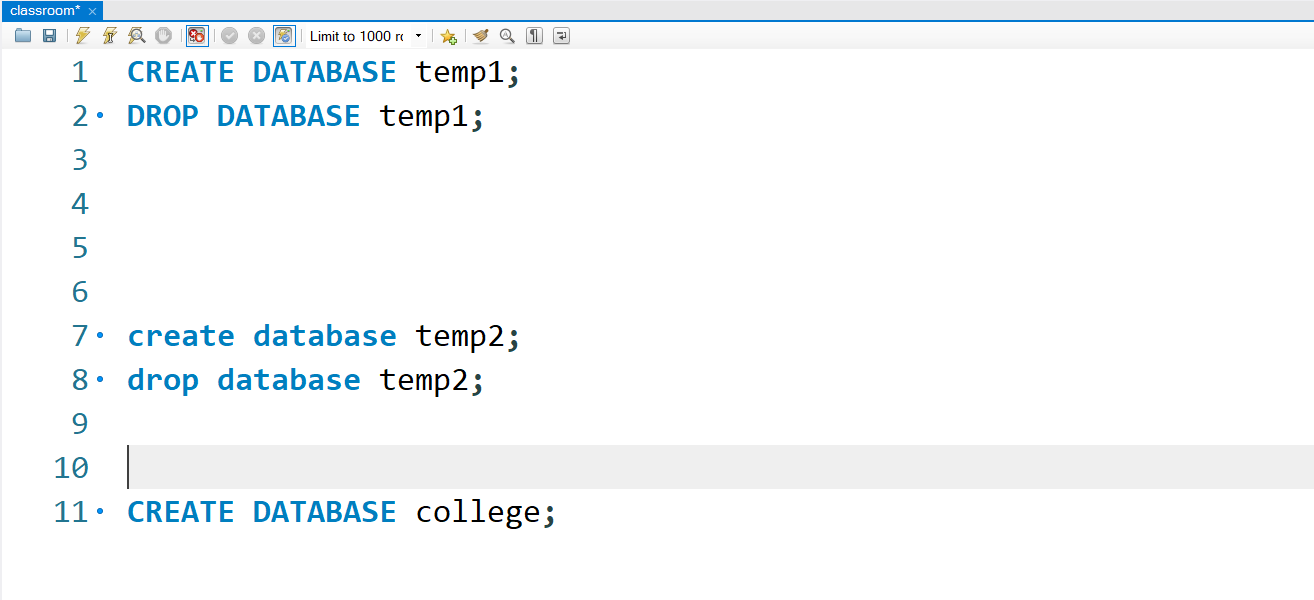 classroom*
Limit to 1000 rc
1 CREATE DATABASE temp1;
2 DROP DATABASE temp1;
3
4
5
6
7 create database temp2;
8 drop database temp2;
9
10
11 CREATE DATABASE college;